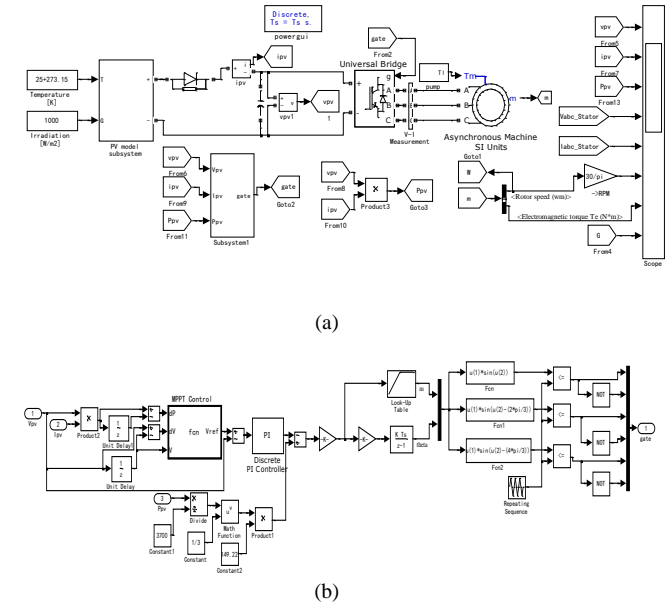 Discrete,
Ts = Ts s.
powergui
25+273.15
Temperature
[K]
1000
Irradiation
[W/m2]
T
G
+
−
PV model
subsystem
i
+
−
ipv
ipv
+
−
v
vpv1
vpv
1
gate
From2
Universal Bridge
g
+
-
A
B
C
V-I
Measurement
Tl
pump
Tm
A
B
C
m
m
Asynchronous Machine
SI Units
vpv
From5
ipv
From7
Ppv
From13
Vabc_Stator
Iabc_Stator
Goto1
W
m
<Rotor speed (wm)>
30/pi
->RPM
<Electromagnetic torque Te (N*m)>
G
From4
Scope
vpv
From6
ipv
From9
Ppv
From11
Vpv
Ipv
Ppv
gate
Subsystem1
gate
Goto2
vpv
From8
ipv
From10
×
Product3
Ppv
Goto3
(a)
1
Vpv
2
Ipv
×
Product2
1
z
Unit Delay1
1
z
Unit Delay
MPPT Control
dP
dV
V
fcn
Vref
PI
Discrete
PI Controller
3
Ppv
3700
Constant1
×
÷
Divide
1/3
Constant
u
v
Math
Function
149.22
Constant2
×
Product1
-K-
-K-
Look-Up
Table
m
K Ts
z-1
theta
u(1)*sin(u(2))
Fcn
u(1)*sin(u(2)-(2*pi/3))
Fcn1
u(1)*sin(u(2)-(4*pi/3))
Fcn2
Repeating
Sequence
<=
<=
<=
NOT
NOT
NOT
1
gate
(b)